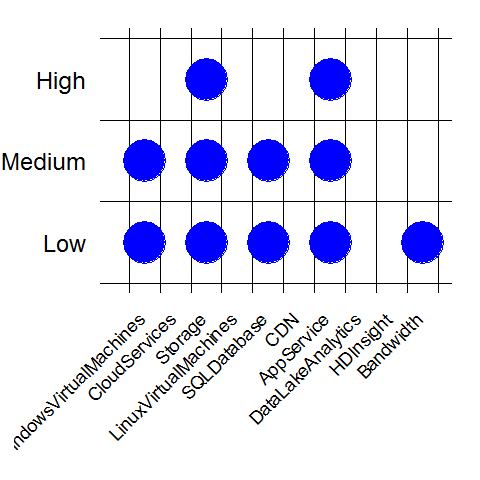 High
Medium
Low
ndowsVirtualMachines
CloudServices
Storage
LinuxVirtualMachines
SQLDatabase
CDN
AppService
DataLakeAnalytics
HDInsight
Bandwidth